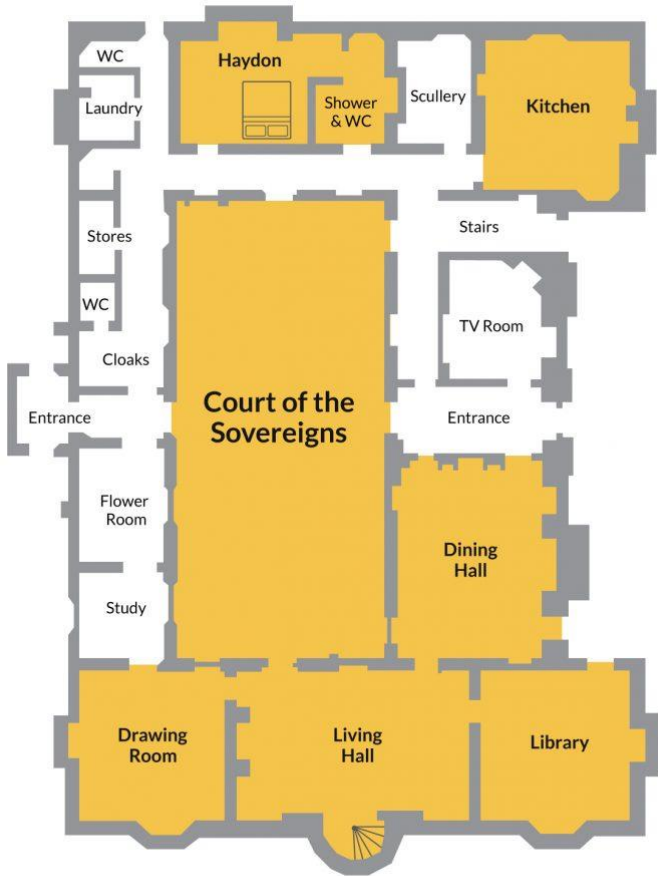 WC
Haydon
Laundry
Shower
& WC
Scullery
Kitchen
Stores
Stairs
WC
TV Room
Cloaks
Entrance
Court of the
Sovereigns
Entrance
Flower
Room
Dining
Hall
Study
Drawing
Room
Living
Hall
Library